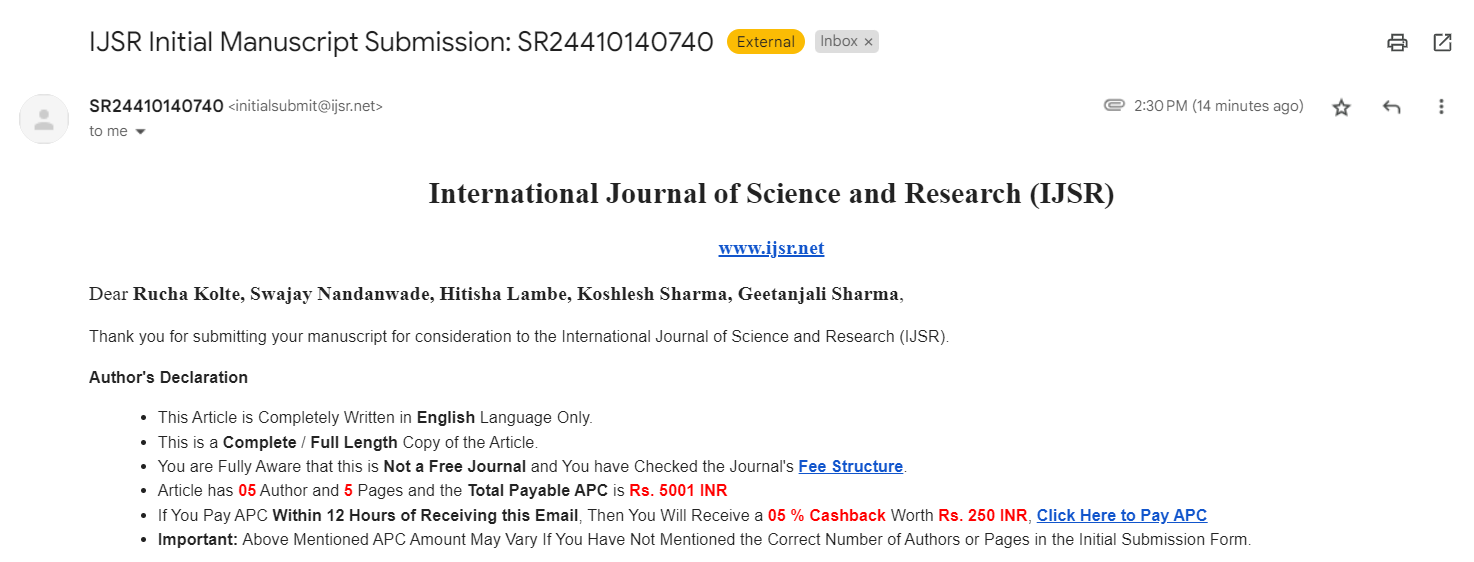 IJSR Initial Manuscript Submission: SR24410140740 External Inbox ×
SR24410140740 <initialsubmit@ijsr.net> 2:30 PM (14 minutes ago)
to me
International Journal of Science and Research (IJSR)
www.ijsr.net
Dear Rucha Kolte, Swajay Nandanwade, Hitisha Lambe, Koshlesh Sharma, Geetanjali Sharma,
Thank you for submitting your manuscript for consideration to the International Journal of Science and Research (IJSR).
Author's Declaration
• This Article is Completely Written in English Language Only.
• This is a Complete / Full Length Copy of the Article.
• You are Fully Aware that this is Not a Free Journal and You have Checked the Journal's Fee Structure.
• Article has 05 Author and 5 Pages and the Total Payable APC is Rs. 5001 INR
• If You Pay APC Within 12 Hours of Receiving this Email, Then You Will Receive a 05 % Cashback Worth Rs. 250 INR, Click Here to Pay APC
• Important: Above Mentioned APC Amount May Vary If You Have Not Mentioned the Correct Number of Authors or Pages in the Initial Submission Form.